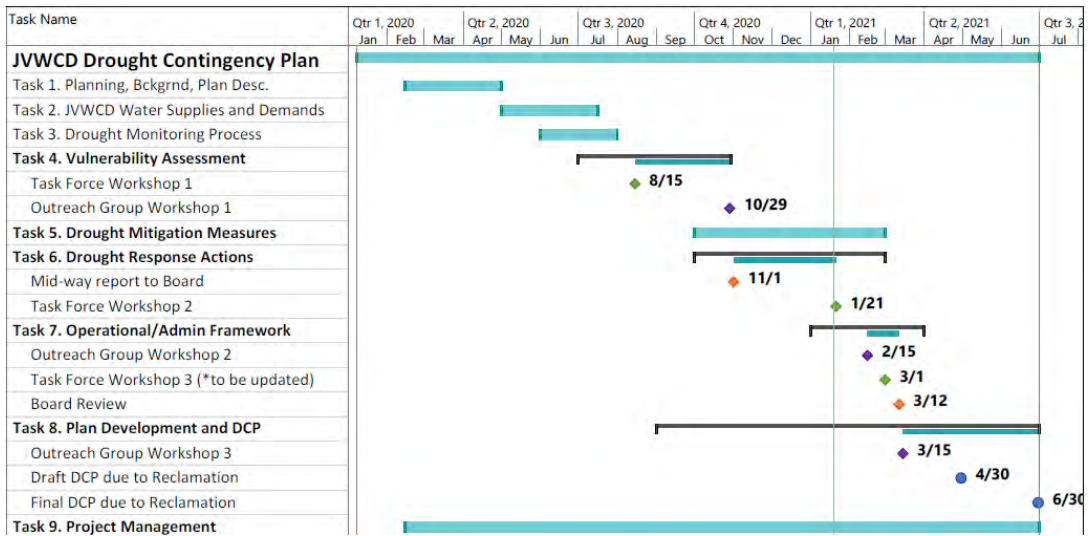 Task Name
Qtr 1, 2020 Qtr 2, 2020 Qtr 3, 2020 Qtr 4, 2020 Qtr 1, 2021 Qtr 2, 2021 Qtr 3, 2
Jan Feb Mar Apr May Jun Jul Aug Sep Oct Nov Dec Jan Feb Mar Apr May Jun Jul
JVWCD Drought Contingency Plan
Task 1. Planning, Bckgrnd, Plan Desc.
Task 2. JVWCD Water Supplies and Demands
Task 3. Drought Monitoring Process
Task 4. Vulnerability Assessment
Task Force Workshop 1 8/15
Outreach Group Workshop 1 10/29
Task 5. Drought Mitigation Measures
Task 6. Drought Response Actions
Mid-way report to Board 11/1
Task Force Workshop 2 1/21
Task 7. Operational/Admin Framework
Outreach Group Workshop 2 2/15
Task Force Workshop 3 (*to be updated) 3/1
Board Review 3/12
Task 8. Plan Development and DCP
Outreach Group Workshop 3 3/15
Draft DCP due to Reclamation 4/30
Final DCP due to Reclamation 6/30
Task 9. Project Management